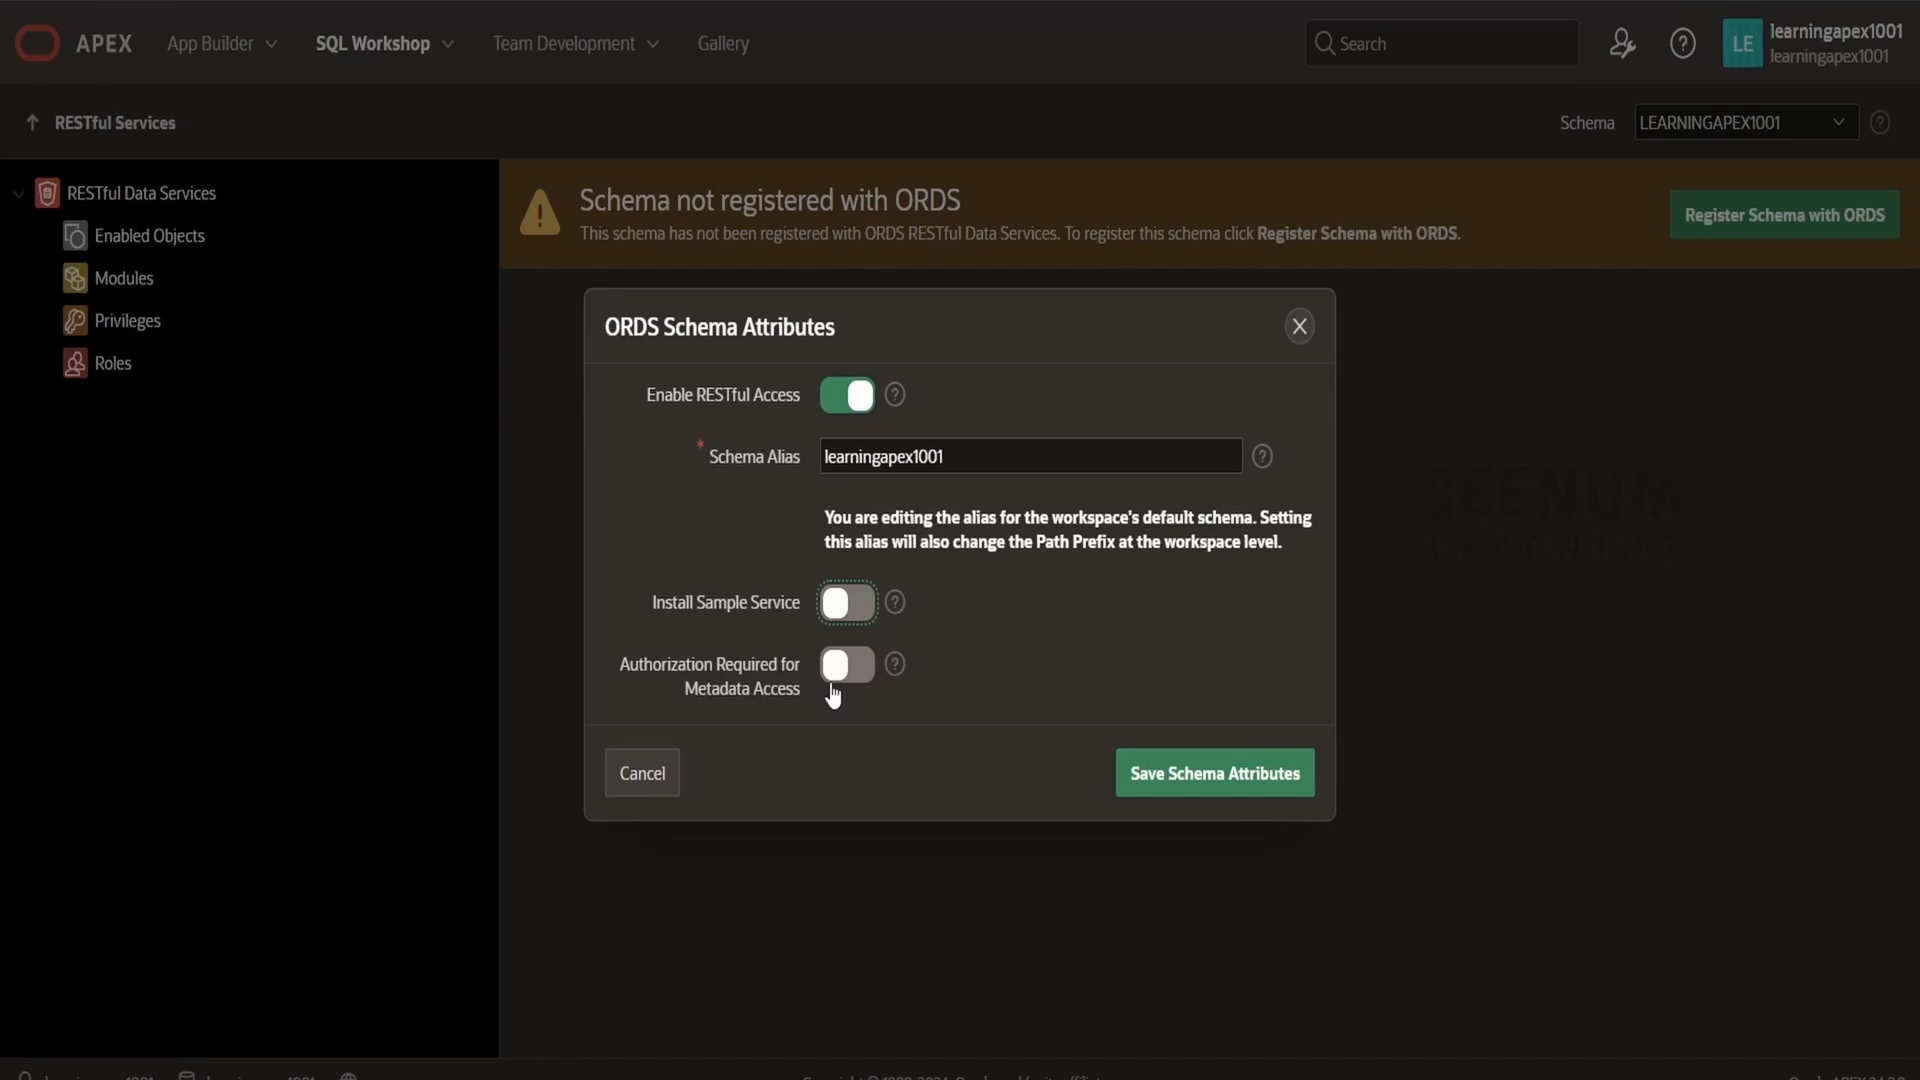 APEX App Builder SQL Workshop Team Development Gallery Search LE learningapex1001
learningapex1001
RESTful Services Schema LEARNINGAPEX1001
RESTful Data Services
Enabled Objects
Modules
Privileges
Roles
Schema not registered with ORDS
This schema has not been registered with ORDS RESTful Data Services. To register this schema click Register Schema with ORDS.
Register Schema with ORDS
ORDS Schema Attributes
Enable RESTful Access
* Schema Alias learningapex1001
You are editing the alias for the workspace's default schema. Setting
this alias will also change the Path Prefix at the workspace level.
Install Sample Service
Authorization Required for
Metadata Access
Cancel Save Schema Attributes
BEENUM
LEARNING